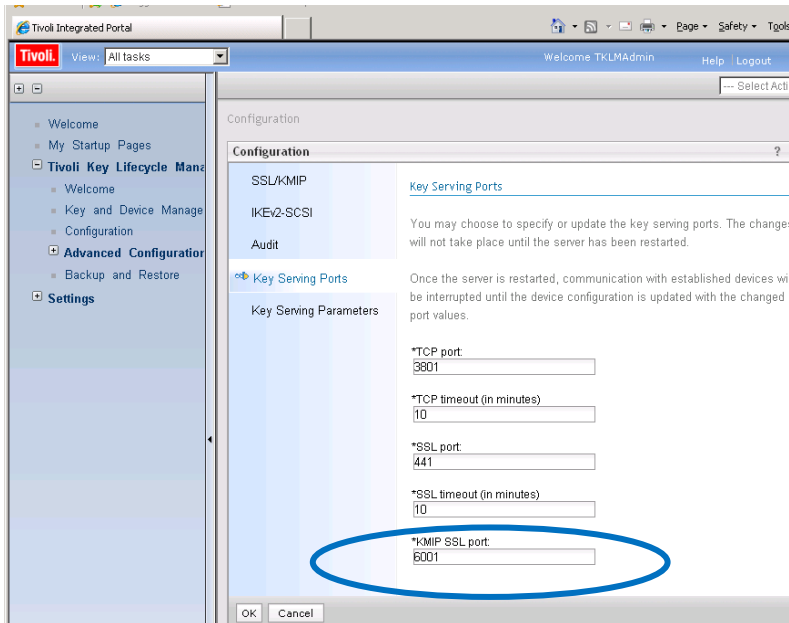 Tivoli Integrated Portal
Page
Safety
Tools
Tivoli.
View:
All tasks
Welcome TKLMAdmin
Help
Logout
--- Select Acti
Welcome
My Startup Pages
Tivoli Key Lifecycle Mana
Welcome
Key and Device Manage
Configuration
Advanced Configuration
Backup and Restore
Settings
Configuration
Configuration
?
SSL/KMIP
IKEv2-SCSI
Audit
Key Serving Ports
Key Serving Parameters
Key Serving Ports
You may choose to specify or update the key serving ports. The changes
will not take place until the server has been restarted.
Once the server is restarted, communication with established devices wi
be interrupted until the device configuration is updated with the changed
port values.
*TCP port:
3801
*TCP timeout (in minutes)
10
*SSL port:
441
*SSL timeout (in minutes)
10
*KMIP SSL port:
6001
OK
Cancel